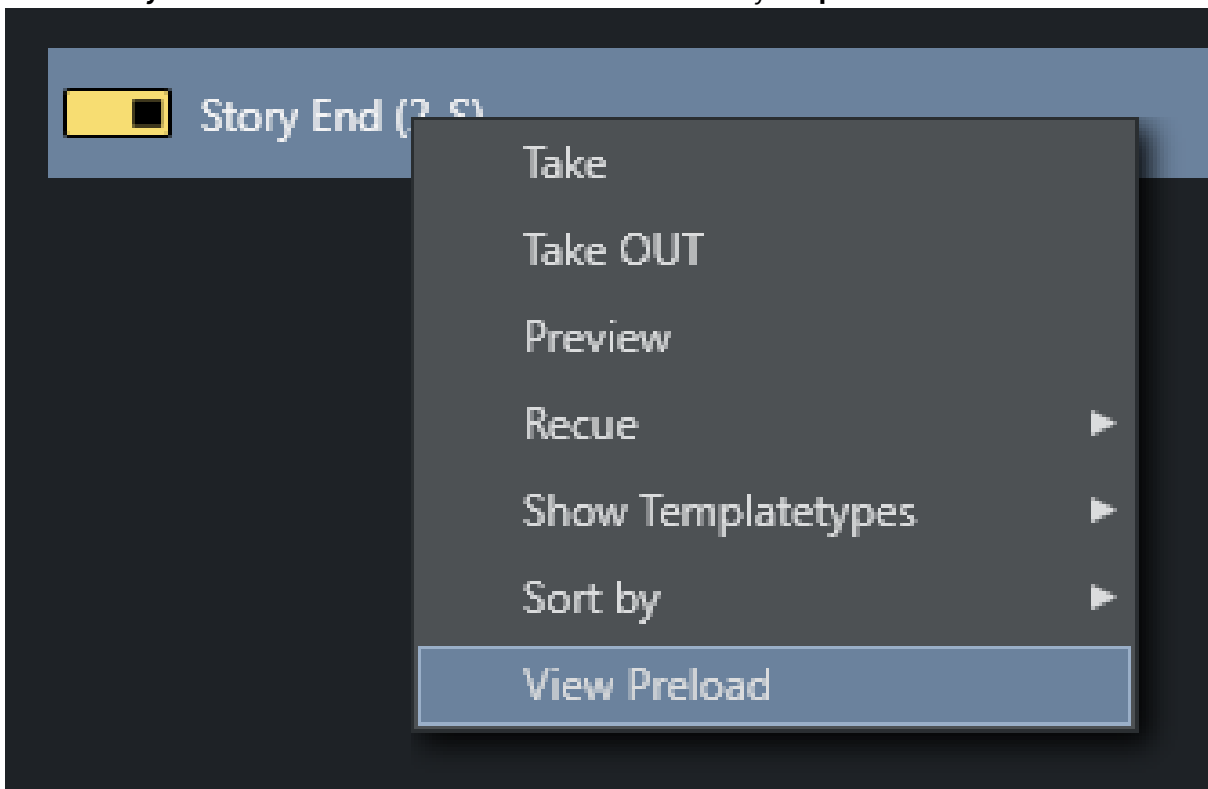 Story End (
Take
Take OUT
Preview
Recue
Show Templatetypes
Sort by
View Preload